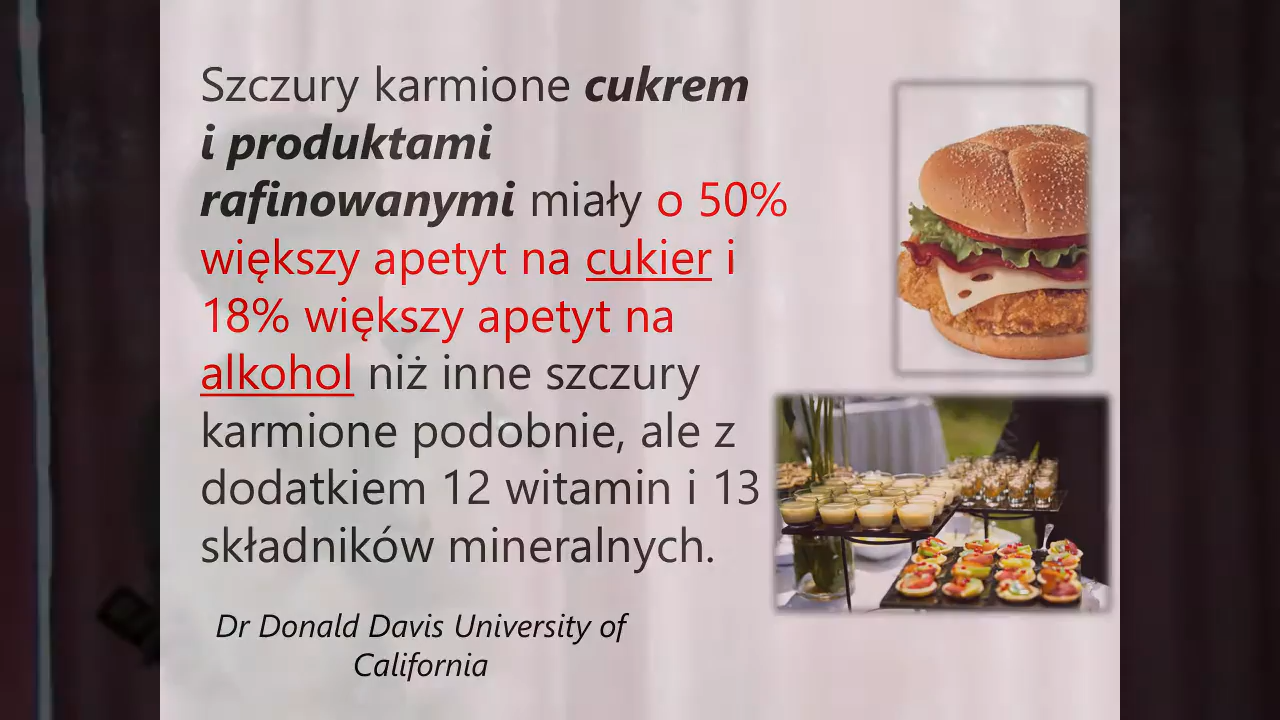 Szczury karmione cukrem
i produktami
rafinowanymi miały o 50%
większy apetyt na cukier i
18% większy apetyt na
alkohol niż inne szczury
karmione podobnie, ale z
dodatkiem 12 witamin i 13
składników mineralnych.
Dr Donald Davis University of
California